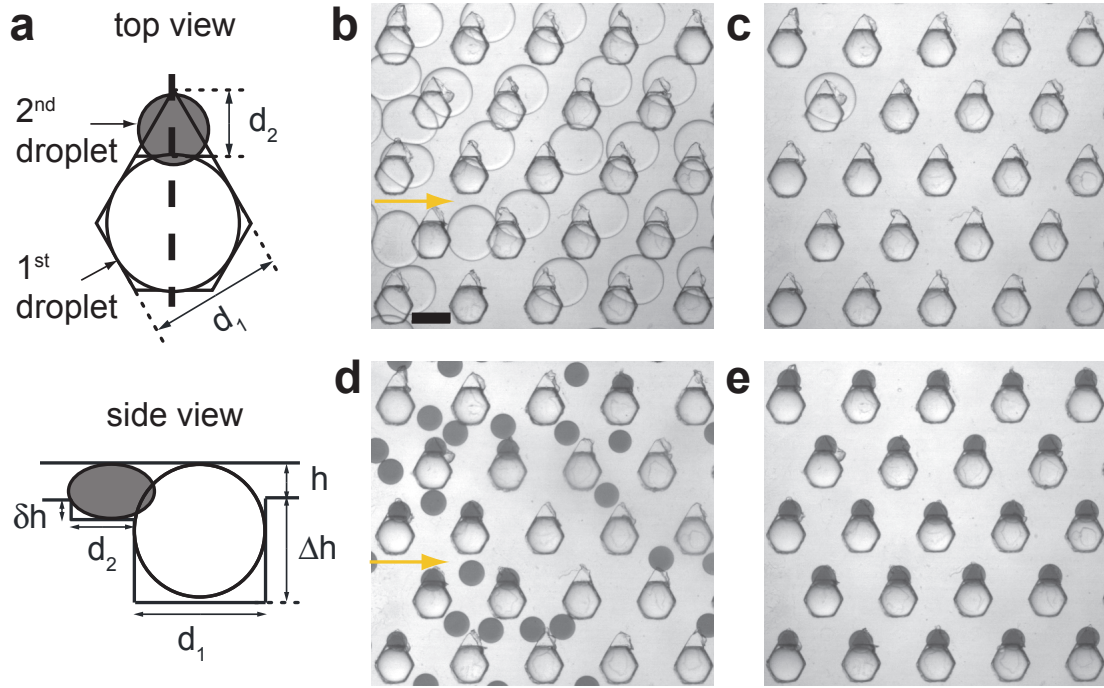 a
top view
2nd
droplet
d2
1st
droplet
d1
side view
h
δh
d2
Δh
d1
b
c
d
e